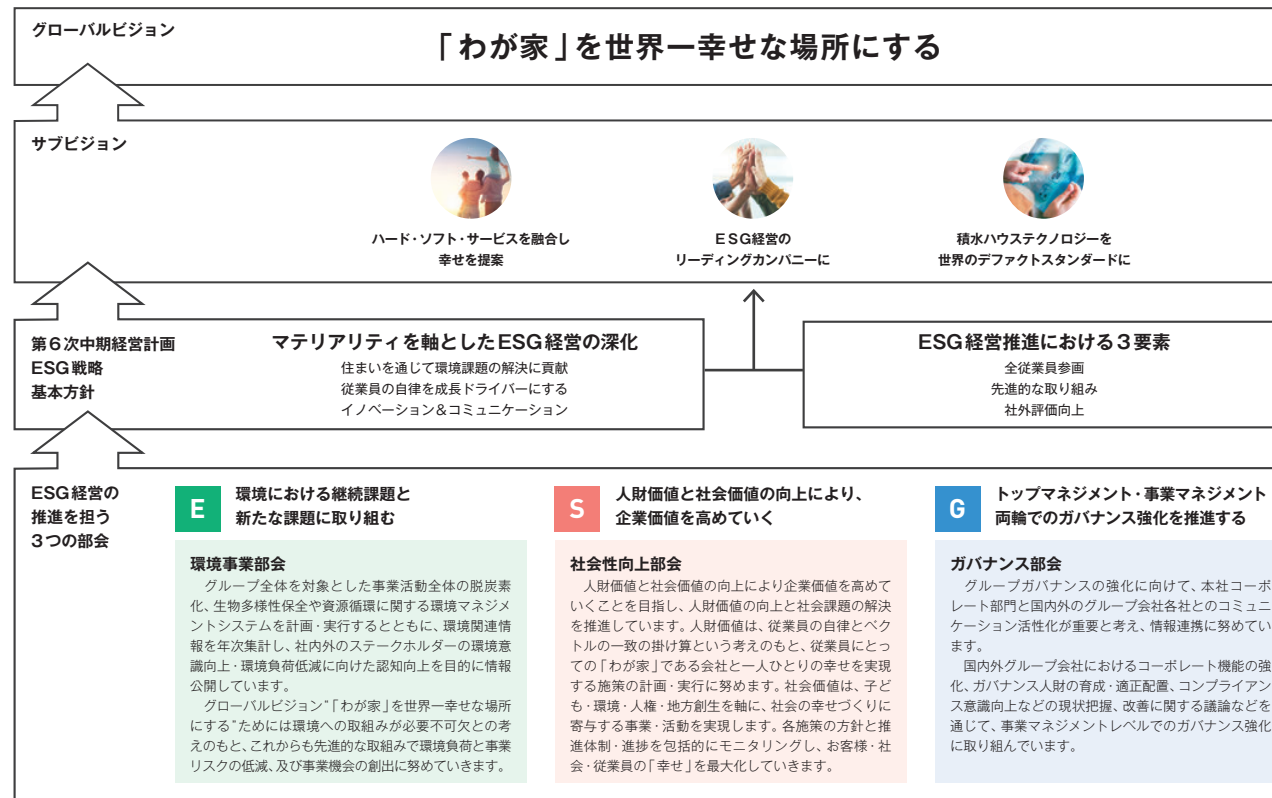 グローバルビジョン
「わが家」を世界一幸せな場所にする
サブビジョン
ハード・ソフト・サービスを融合し
幸せを提案
ESG経営の
リーディングカンパニーに
積水ハウステクノロジーを
世界のデファクトスタンダードに
第6次中期経営計画
ESG戦略
基本方針
マテリアリティを軸としたESG経営の深化
住まいを通じて環境課題の解決に貢献
従業員の自律を成長ドライバーにする
イノベーション&コミュニケーション
ESG経営推進における3要素
全従業員参画
先進的な取り組み
社外評価向上
ESG経営の
推進を担う
3つの部会
E
環境における継続課題と
新たな課題に取り組む
環境事業部会
グループ全体を対象とした事業活動全体の脱炭素
化、生物多様性保全や資源循環に関する環境マネジメ
ントシステムを計画・実行するとともに、環境関連情
報を年次集計し、社内外のステークホルダーの環境意
識向上・環境負荷低減に向けた認知向上を目的に情報
公開しています。
グローバルビジョン"「わが家」を世界一幸せな場所
にする"ためには環境への取組みが必要不可欠との考
えのもと、これからも先進的な取組みで環境負荷と事業
リスクの低減、及び事業機会の創出に努めていきます。
S
人財価値と社会価値の向上により、
企業価値を高めていく
社会性向上部会
人財価値と社会価値の向上により企業価値を高めて
いくことを目指し、人財価値の向上と社会課題の解決
を推進しています。人財価値は、従業員の自律とベク
トルの一致の掛け算という考えのもと、従業員にとっ
ての「わが家」である会社と一人ひとりの幸せを実現
する施策の計画・実行に努めます。社会価値は、子ど
も・環境・人権・地方創生を軸に、社会の幸せづくりに
寄与する事業・活動を実現します。各施策の方針と推
進体制・進捗を包括的にモニタリングし、お客様・社
会・従業員の「幸せ」を最大化していきます。
G
トップマネジメント・事業マネジメント
両輪でのガバナンス強化を推進する
ガバナンス部会
グループガバナンスの強化に向けて、本社コーポ
レート部門と国内外のグループ会社各社とのコミュニ
ケーション活性化が重要と考え、情報連携に努めてい
ます。
国内外グループ会社におけるコーポレート機能の強
化、ガバナンス人財の育成・適正配置、コンプライアン
ス意識向上などの現状把握、改善に関する議論などを
通じて、事業マネジメントレベルでのガバナンス強化
に取り組んでいます。